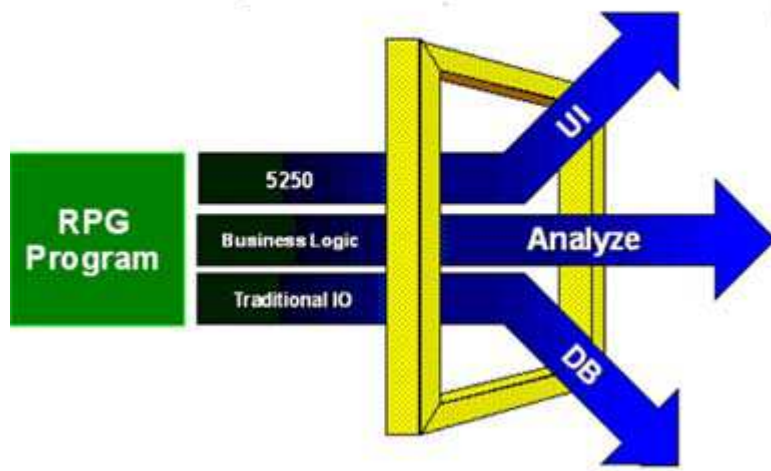 RPG
Program
5250
Business Logic
Traditional IO
UI
Analyze
DB